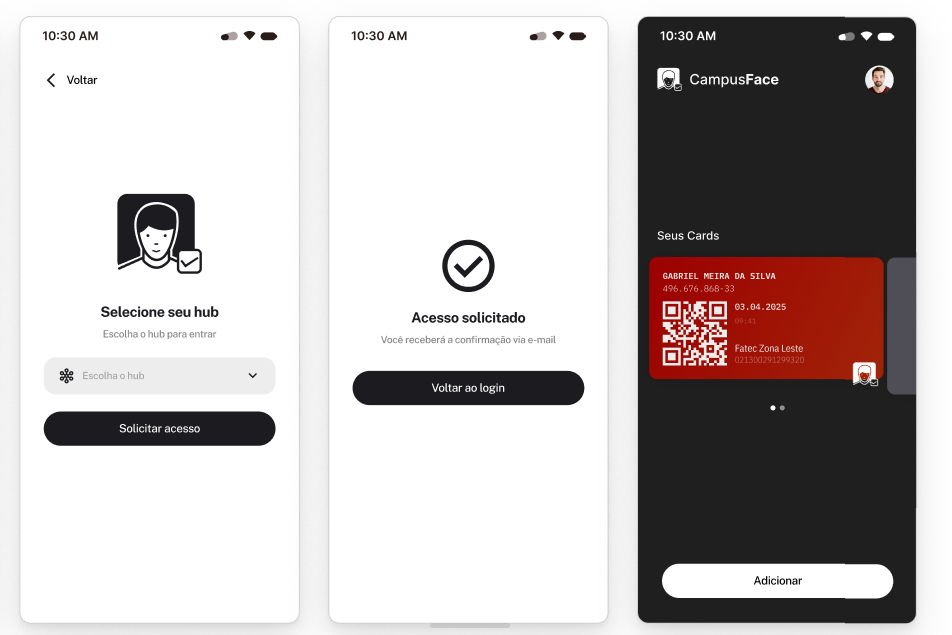 10:30 AM
Voltar
Selecione seu hub
Escolha o hub para entrar
Escolha o hub
Solicitar acesso
10:30 AM
Acesso solicitado
Você receberá a confirmação via e-mail
Voltar ao login
10:30 AM
CampusFace
Seus Cards
GABRIEL MEIRA DA SILVA
496.676.868-33
03.04.2025
09:41
Fatec Zona Leste
021300291299320
Adicionar